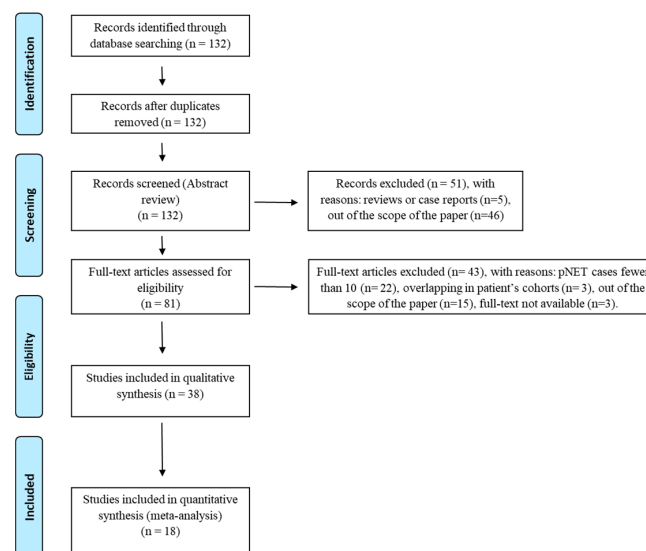 Identification
Records identified through
database searching (n = 132)
Records after duplicates
removed (n = 132)
Screening
Records screened (Abstract
review)
(n = 132)
Records excluded (n = 51), with
reasons: reviews or case reports (n=5),
out of the scope of the paper (n=46)
Eligibility
Full-text articles assessed for
eligibility
(n = 81)
Full-text articles excluded (n= 43), with reasons: pNET cases fewer
than 10 (n= 22), overlapping in patient’s cohorts (n= 3), out of the
scope of the paper (n=15), full-text not available (n=3).
Studies included in qualitative
synthesis (n = 38)
Included
Studies included in quantitative
synthesis (meta-analysis)
(n = 18)